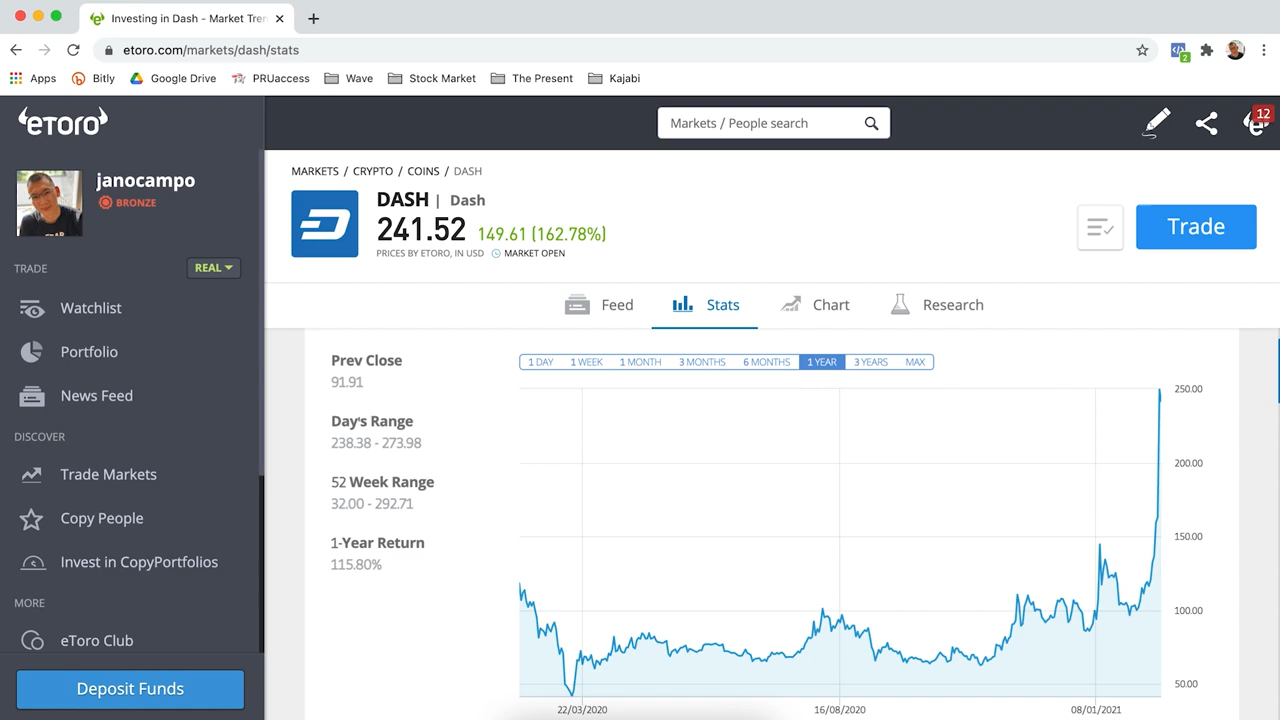 Investing in Dash - Market Tren
etoro.com/markets/dash/stats
2
Apps Bitly Google Drive PRUaccess Wave Stock Market The Present Kajabi
eToro
Markets / People search
12
janocampo
BRONZE
TRADE REAL
Watchlist
Portfolio
News Feed
DISCOVER
Trade Markets
Copy People
Invest in CopyPortfolios
MORE
eToro Club
Deposit Funds
MARKETS / CRYPTO / COINS / DASH
DASH | Dash
241.52 149.61 (162.78%)
PRICES BY ETORO, IN USD MARKET OPEN
Trade
Feed Stats Chart Research
Prev Close
91.91
Day's Range
238.38 - 273.98
52 Week Range
32.00 - 292.71
1-Year Return
115.80%
1 DAY 1 WEEK 1 MONTH 3 MONTHS 6 MONTHS 1 YEAR 3 YEARS MAX
250.00
200.00
150.00
100.00
50.00
22/03/2020 16/08/2020 08/01/2021